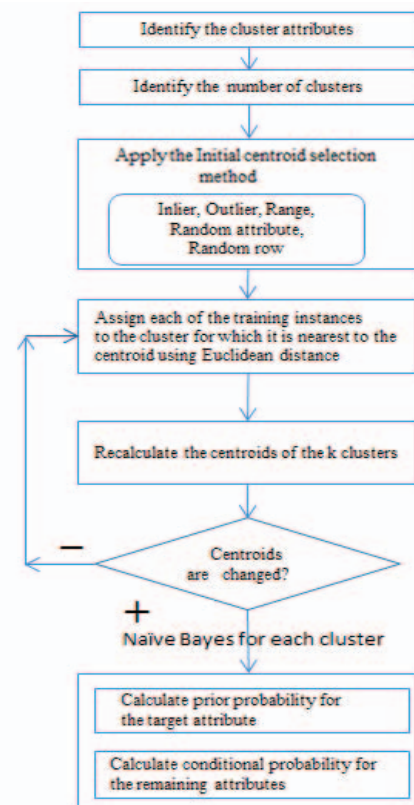 Identify the cluster attributes
Identify the number of clusters
Apply the Initial centroid selection
method
Inlier, Outlier, Range,
Random attribute,
Random row
Assign each of the training instances
to the cluster for which it is nearest to the
centroid using Euclidean distance
Recalculate the centroids of the k clusters
Centroids
are changed?
−
+
Naïve Bayes for each cluster
Calculate prior probability for
the target attribute
Calculate conditional probability for
the remaining attributes